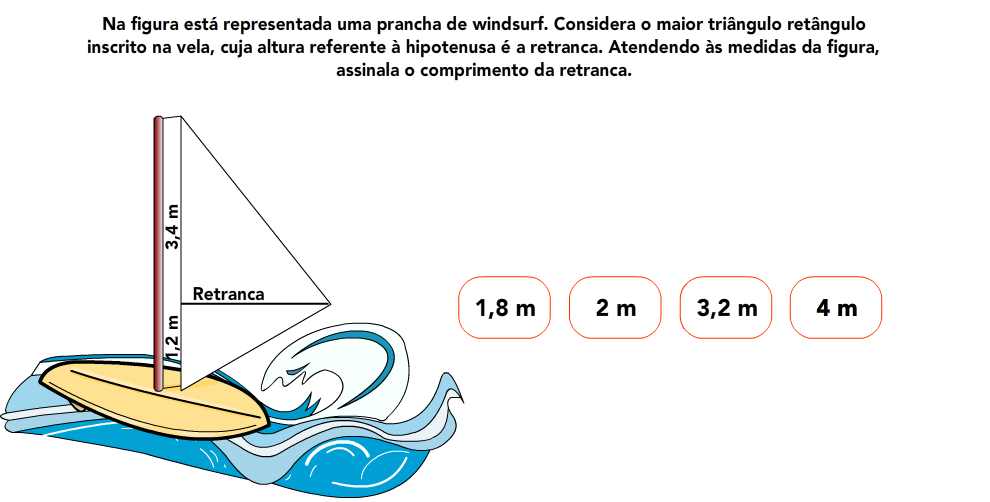 Na figura está representada uma prancha de windsurf. Considera o maior triângulo retângulo
inscrito na vela, cuja altura referente à hipotenusa é a retranca. Atendendo às medidas da figura,
assinala o comprimento da retranca.
3,4 m
Retranca
1,2 m
1,8 m
2 m
3,2 m
4 m